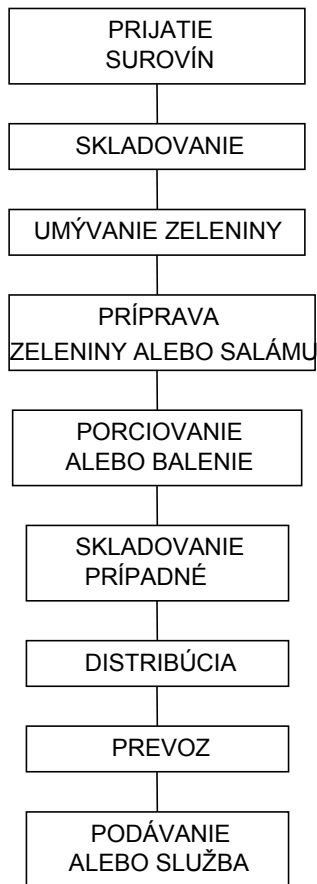 PRIJATIE
SUROVÍN
SKLADOVANIE
UMÝVANIE ZELENINY
PRÍPRAVA
ZELENINY ALEBO SALÁMU
PORCIOVANIE
ALEBO BALENIE
SKLADOVANIE
PRÍPADNÉ
DISTRIBÚCIA
PREVOZ
PODÁVANIE
ALEBO SLUŽBA